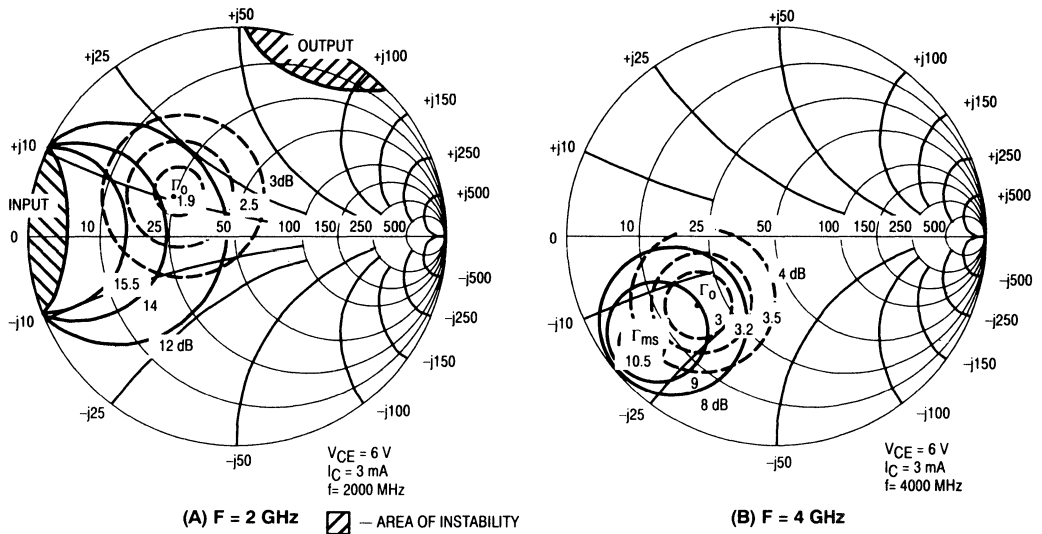 +j50
OUTPUT
+j25
+j100
+j150
+j10
+j250
3dB
Γo
1.9
2.5
+j500
INPUT
10
25
50
100
150
250
500
0
–j500
15.5
14
–j10
–j250
12 dB
–j150
–j25
–j100
–j50
VCE = 6 V
IC = 3 mA
f= 2000 MHz
(A) F = 2 GHz
— AREA OF INSTABILITY
+j50
+j25
+j100
+j150
+j10
+j250
+j500
10
25
50
100
150
250
500
0
–j500
4 dB
Γo
–j10
3
3.2
3.5
–j250
Γms
10.5
9
–j150
8 dB
–j25
–j100
–j50
VCE = 6 V
IC = 3 mA
f= 4000 MHz
(B) F = 4 GHz